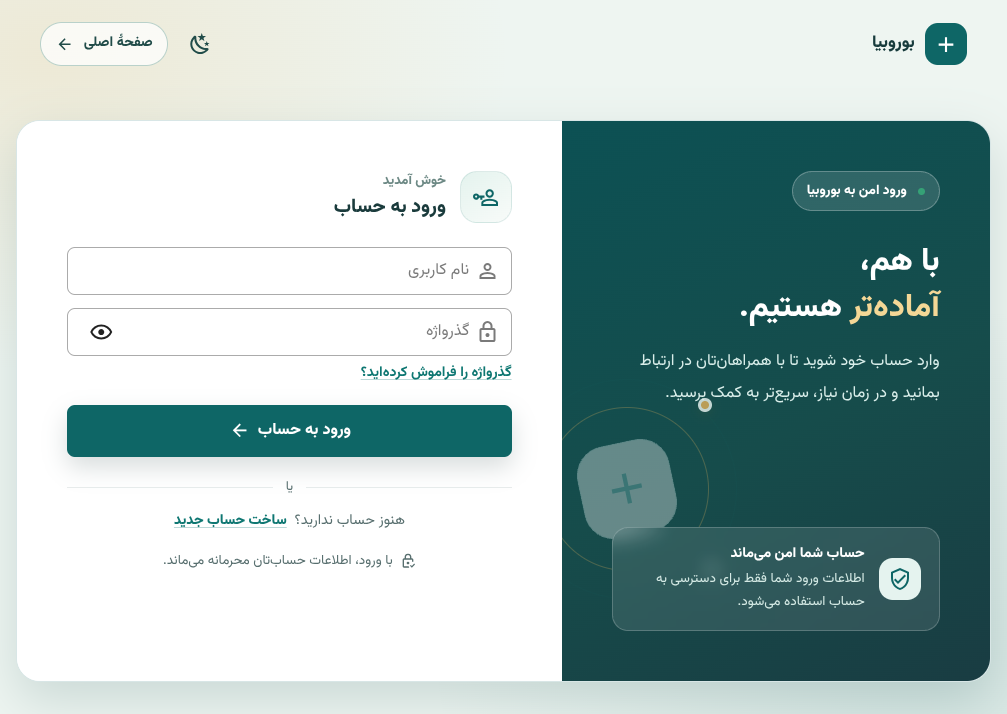 بوروبیا
صفحهٔ اصلی
ورود امن به بوروبیا
با هم،
آماده‌تر هستیم.
وارد حساب خود شوید تا با همراهان‌تان در ارتباط
بمانید و در زمان نیاز، سریع‌تر به کمک برسید.
حساب شما امن می‌ماند
اطلاعات ورود شما فقط برای دسترسی به
حساب استفاده می‌شود.
خوش آمدید
ورود به حساب
نام کاربری
گذرواژه
گذرواژه را فراموش کرده‌اید؟
ورود به حساب
یا
هنوز حساب ندارید؟ ساخت حساب جدید
با ورود، اطلاعات حساب‌تان محرمانه می‌ماند.